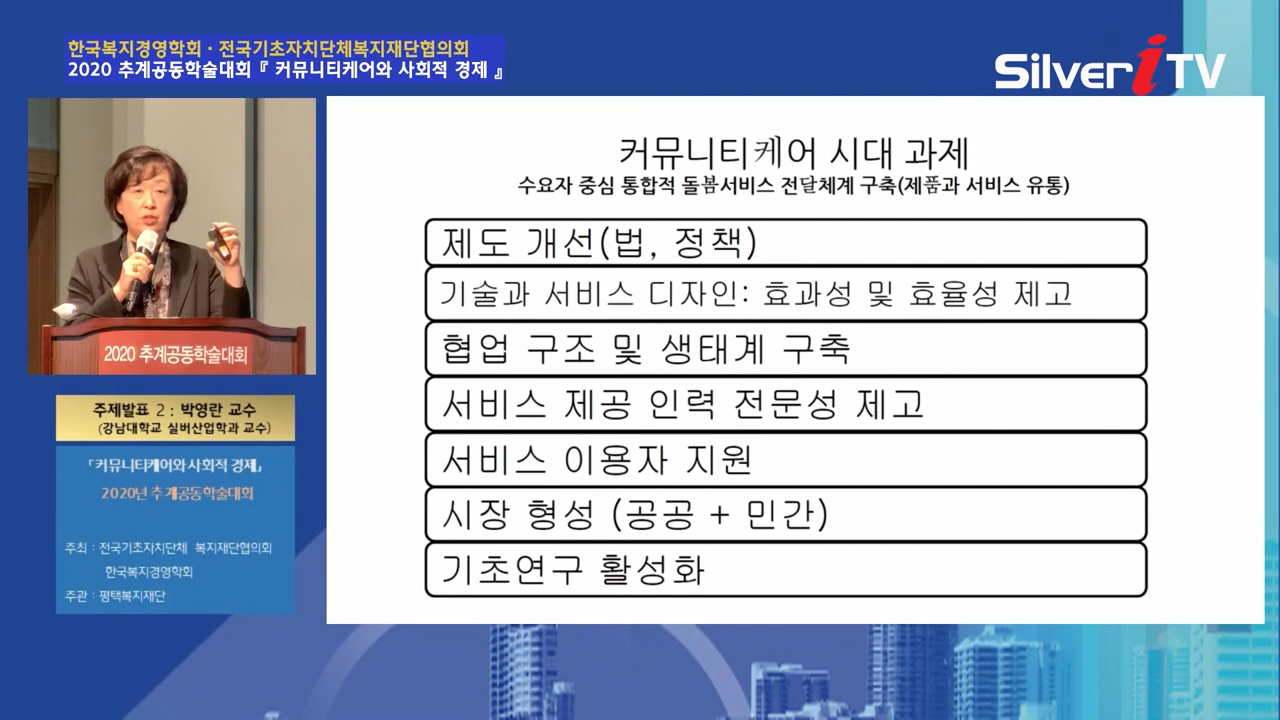 한국복지경영학회 · 전국기초자치단체복지재단협의회
2020 추계공동학술대회『 커뮤니티케어와 사회적 경제 』
Silver iTV
커뮤니티케어 시대 과제
수요자 중심 통합적 돌봄서비스 전달체계 구축(제품과 서비스 유통)
제도 개선(법, 정책)
기술과 서비스 디자인: 효과성 및 효율성 제고
협업 구조 및 생태계 구축
서비스 제공 인력 전문성 제고
서비스 이용자 지원
시장 형성 (공공 + 민간)
기초연구 활성화
2020 추계공동학술대회
주제발표 2 : 박영란 교수
(강남대학교 실버산업학과 교수)
『커뮤니티케어와 사회적 경제』
2020년 추계공동학술대회
주최 : 전국기초자치단체 복지재단협의회
한국복지경영학회
주관 : 평택복지재단